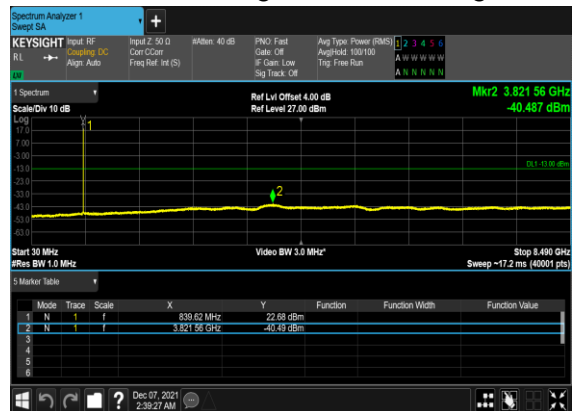 Spectrum Analyzer 1
Swept SA
+
KEYSIGHT Input: RF Input Z: 50 Ω #Atten: 40 dB PNO: Fast Avg Type: Power (RMS) 1 2 3 4 5 6
RL Coupling: DC Corr CCorr Gate: Off Avg|Hold: 100/100 A W W W W W
Align: Auto Freq Ref: Int (S) IF Gain: Low Trig: Free Run
Sig Track: Off A N N N N N
LW
1 Spectrum Ref Lvl Offset 4.00 dB Mkr2 3.821 56 GHz
Scale/Div 10 dB Ref Level 27.00 dBm -40.487 dBm
Log
17.0
1
7.00
-3.00
-13.0 DL1 -13.00 dBm
-23.0
-33.0 2
-43.0
-53.0
-63.0
Start 30 MHz Video BW 3.0 MHz* Stop 8.490 GHz
#Res BW 1.0 MHz Sweep ~17.2 ms (40001 pts)
5 Marker Table
Mode Trace Scale X Y Function Function Width Function Value
1 N 1 f 839.62 MHz 22.68 dBm
2 N 1 f 3.821 56 GHz -40.49 dBm
3
4
5
6
? Dec 07, 2021
2:39:27 AM